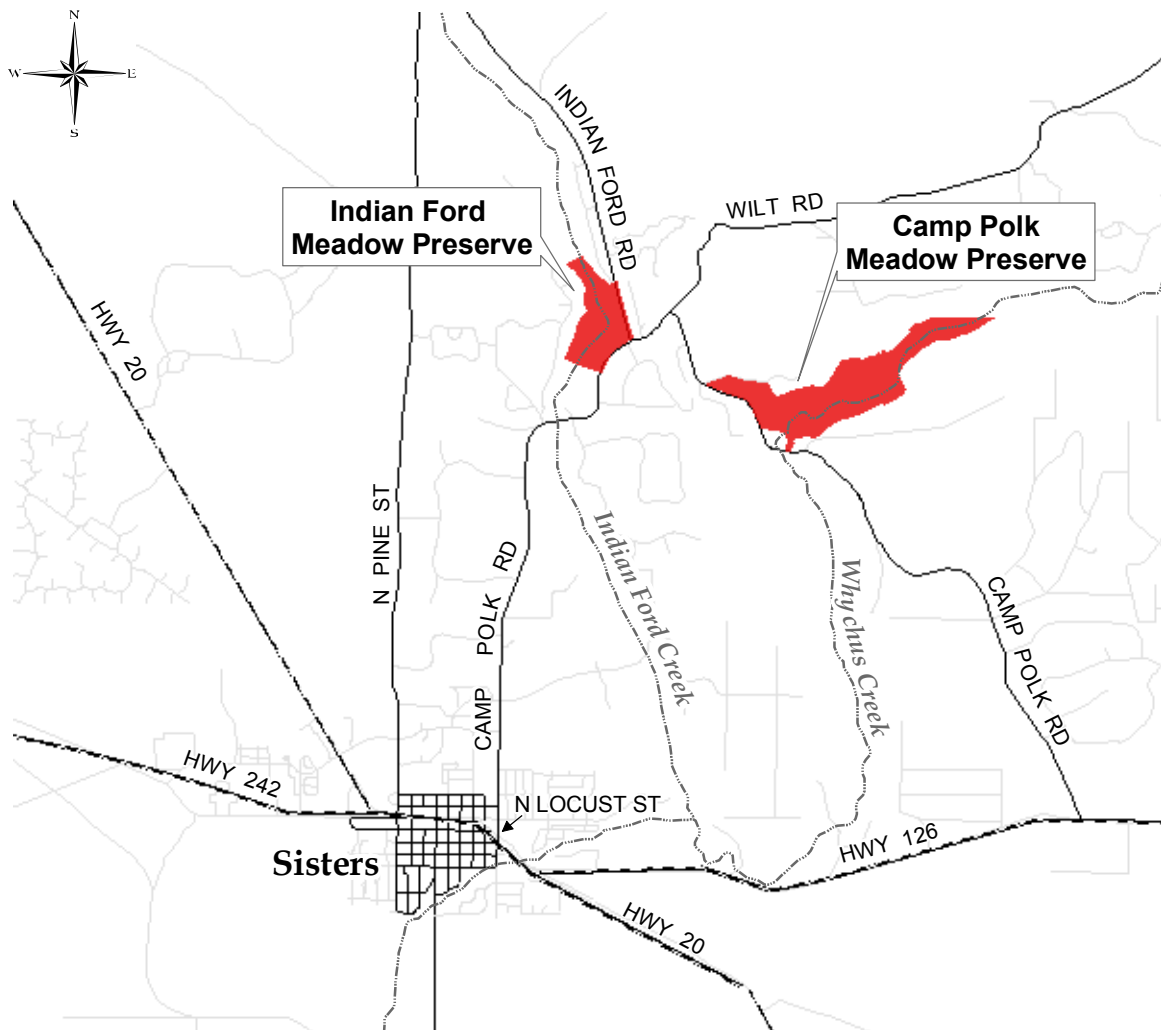 N
W
E
S
INDIAN FORD RD
WILT RD
Indian Ford
Meadow Preserve
Camp Polk
Meadow Preserve
HWY 20
N PINE ST
CAMP POLK RD
Indian Ford Creek
Whychus Creek
CAMP POLK RD
HWY 242
N LOCUST ST
Sisters
HWY 126
HWY 20